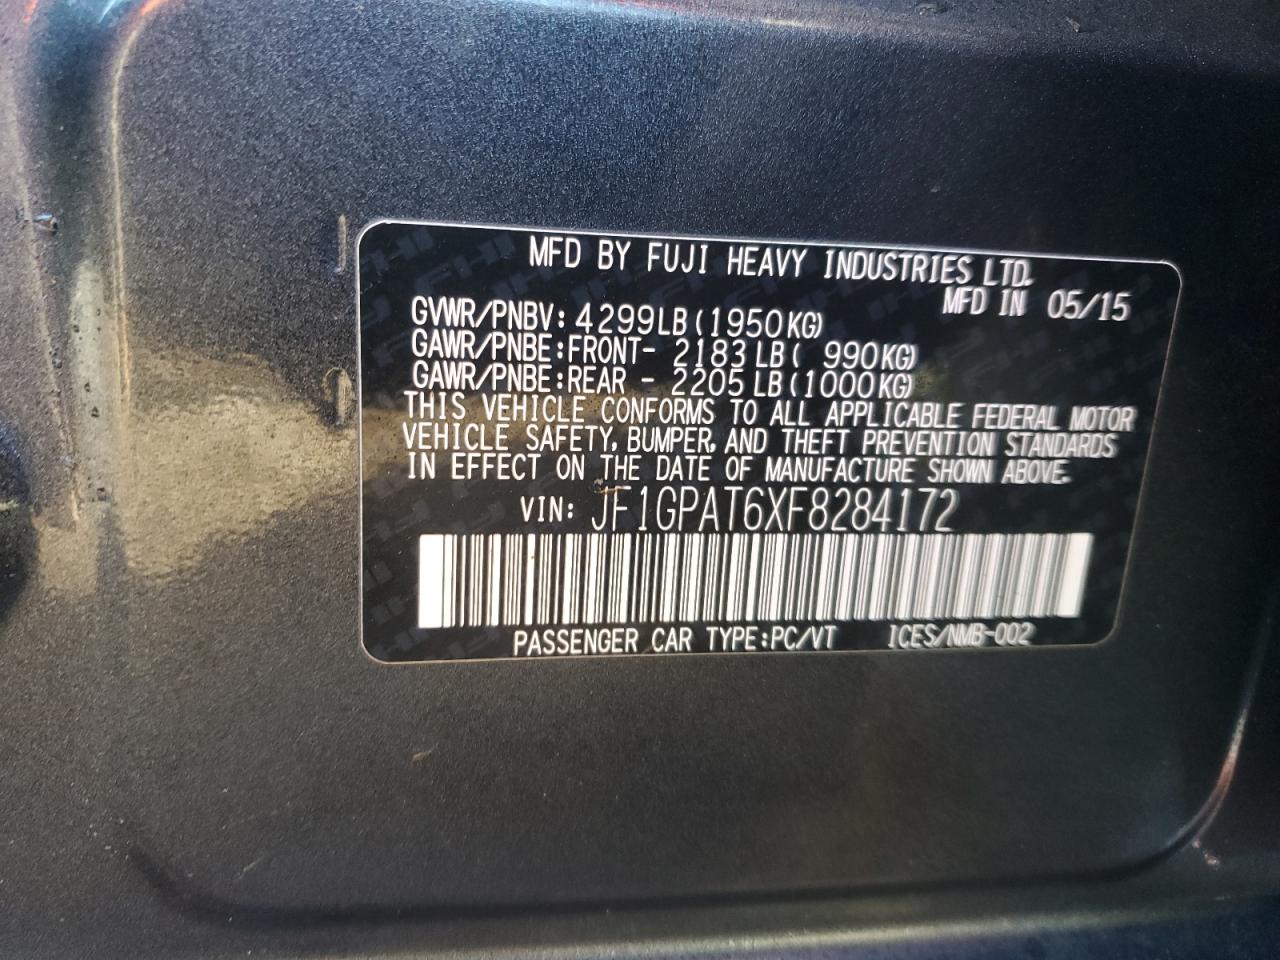 MFD BY FUJI HEAVY INDUSTRIES LTD.
MFD IN 05/15
GVWR/PNBV: 4299LB(1950KG)
GAWR/PNBE:FRONT- 2183LB( 990KG)
GAWR/PNBE:REAR - 2205LB(1000KG)
THIS VEHICLE CONFORMS TO ALL APPLICABLE FEDERAL MOTOR
VEHICLE SAFETY, BUMPER, AND THEFT PREVENTION STANDARDS
IN EFFECT ON THE DATE OF MANUFACTURE SHOWN ABOVE.
VIN: JF1GPAT6XF8284172
PASSENGER CAR TYPE:PC/VT ICES/NMB-002